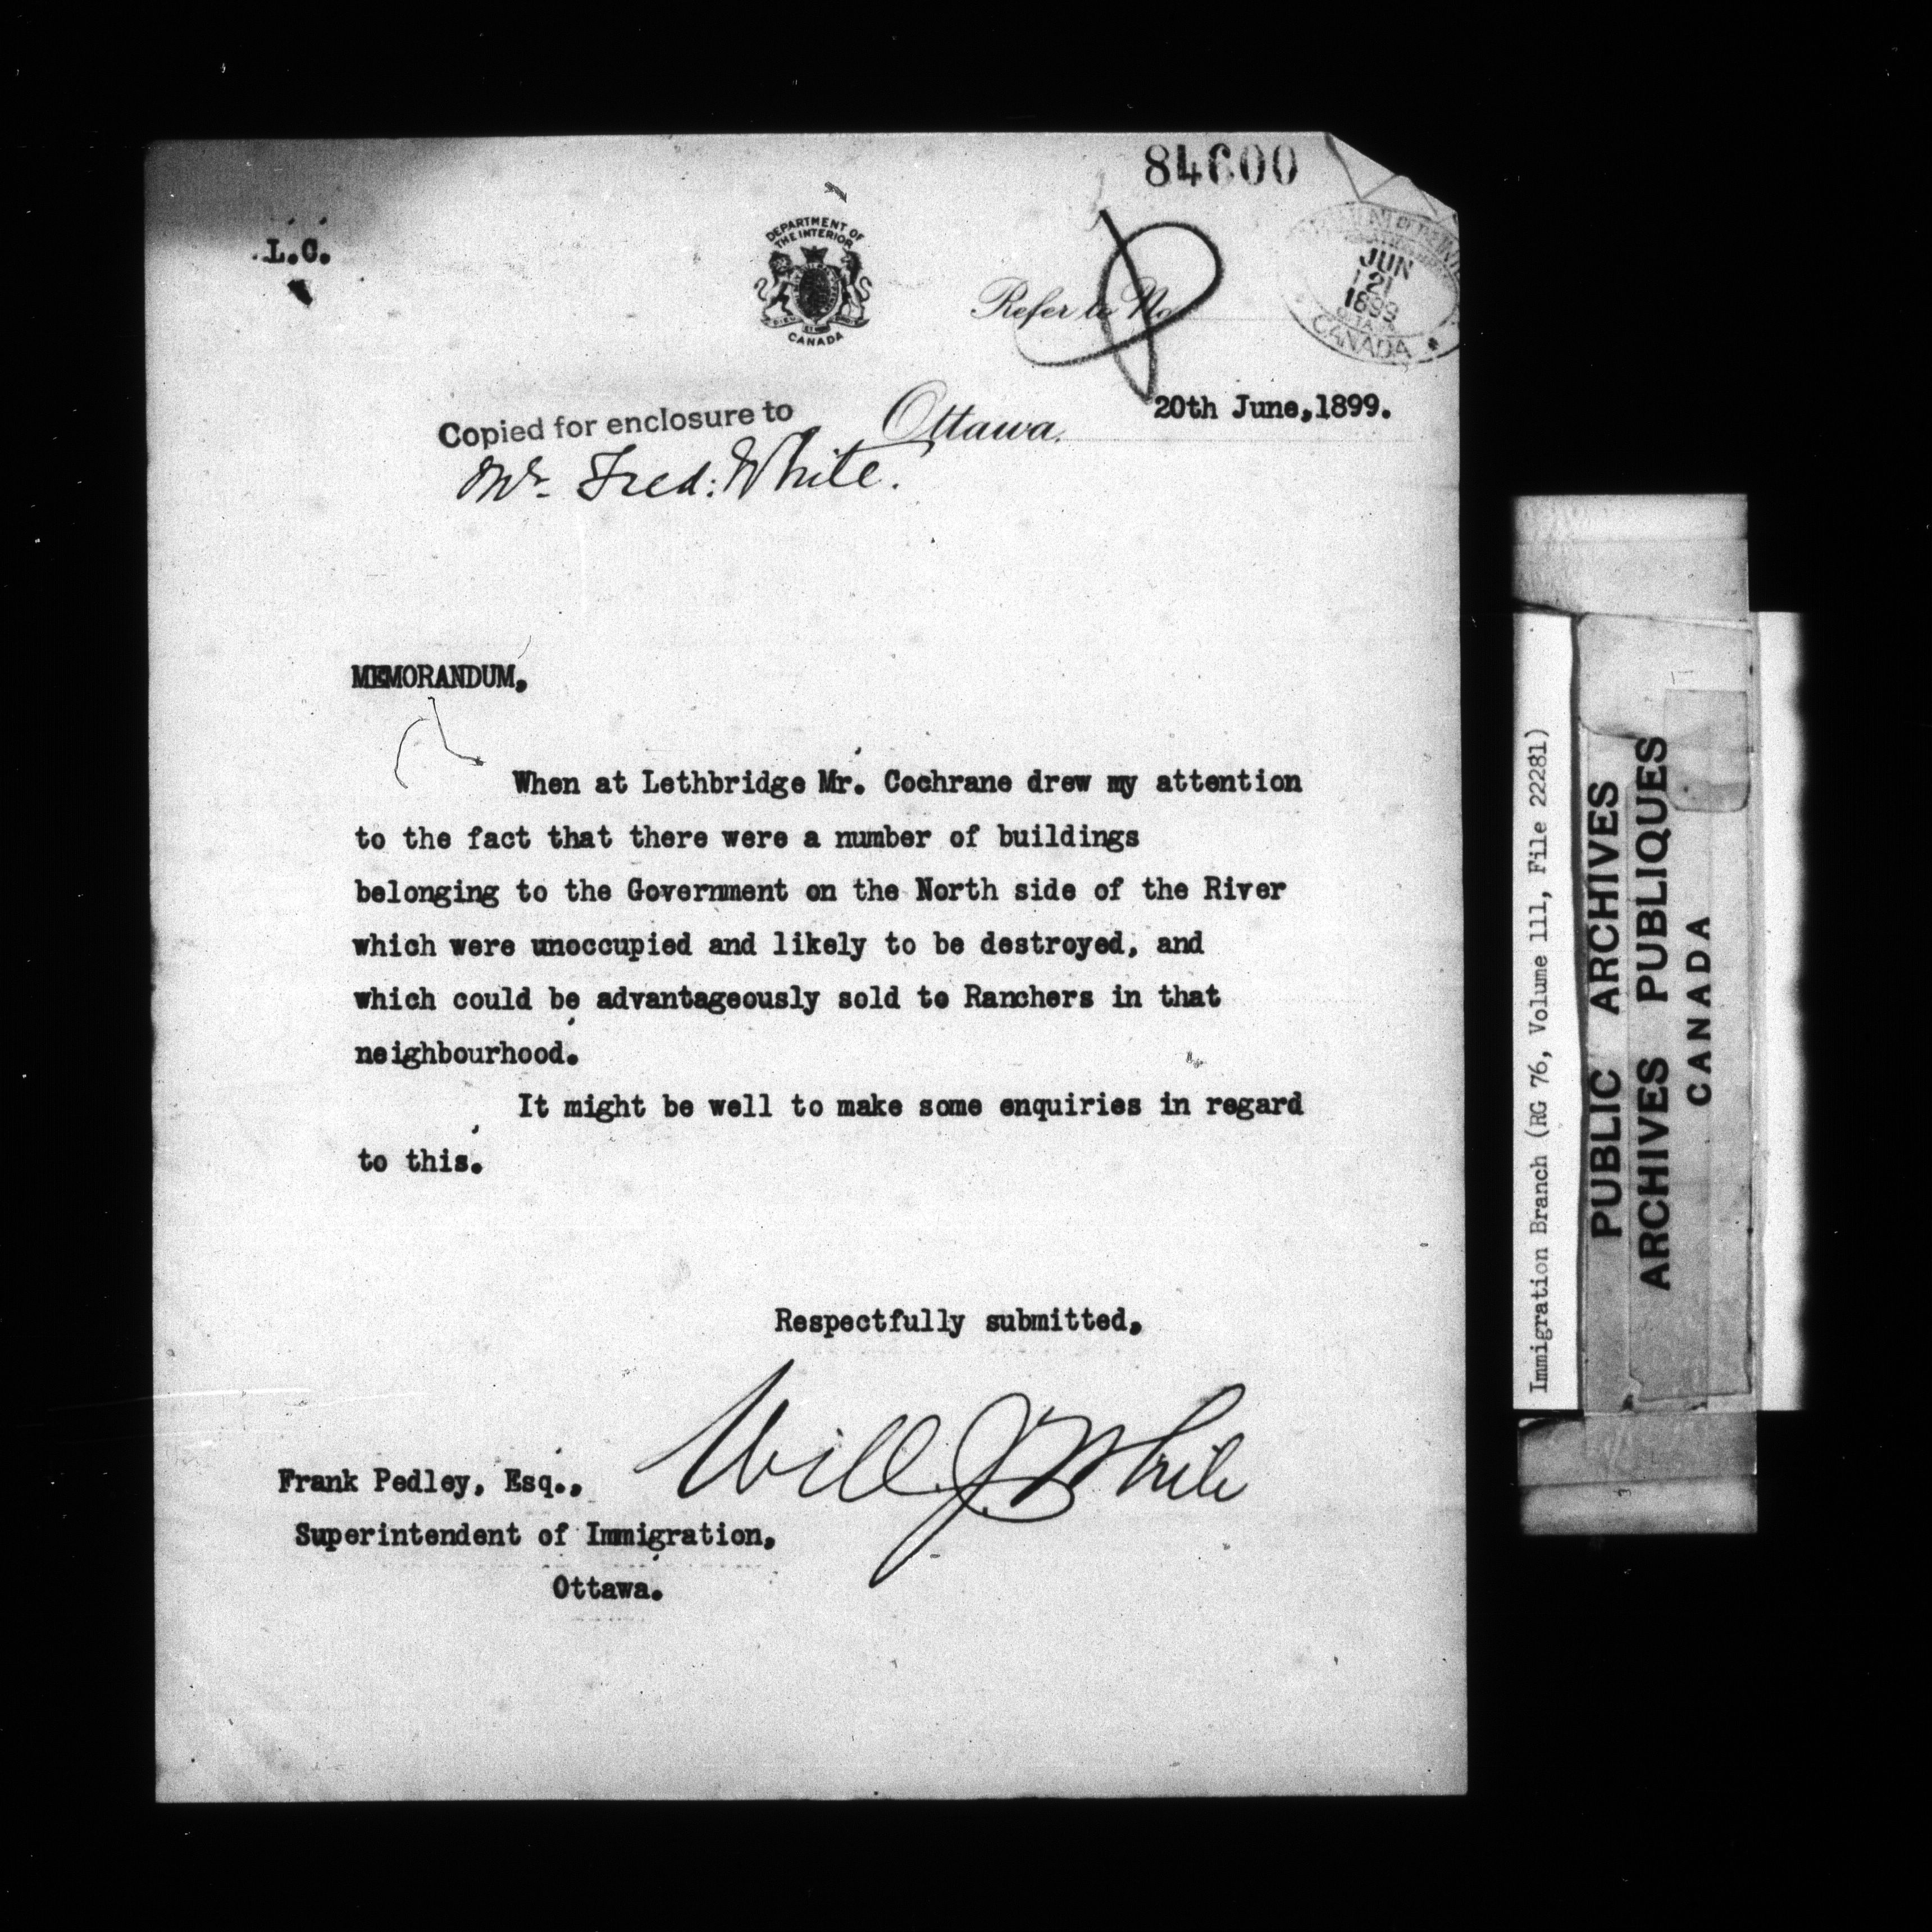 84600
L.C.
DEPARTMENT OF
THE INTERIOR
CANADA
Refer to No
JUN
21
1899
CANADA
Copied for enclosure to
Ottawa, 20th June,1899.
Mr. Fred: White.
MEMORANDUM.
When at Lethbridge Mr. Cochrane drew my attention
to the fact that there were a number of buildings
belonging to the Government on the North side of the River
which were unoccupied and likely to be destroyed, and
which could be advantageously sold to Ranchers in that
neighbourhood.
It might be well to make some enquiries in regard
to this.
Respectfully submitted,
Will J White
Frank Pedley, Esq.,
Superintendent of Immigration,
Ottawa.
Immigration Branch (RG 76, Volume 111, File 22281)
PUBLIC ARCHIVES
ARCHIVES PUBLIQUES
CANADA